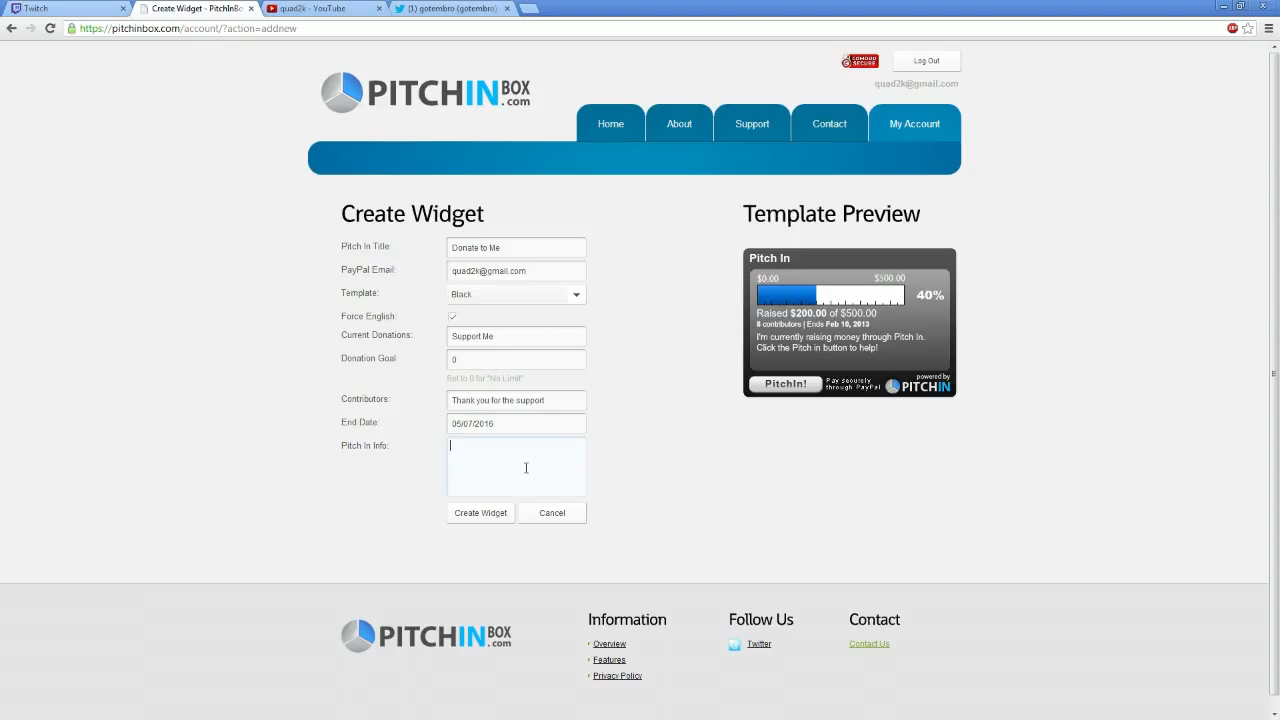 Twitch
Create Widget - PitchInBo
quad2k - YouTube
(1) gotembro (gotembro)
https://pitchinbox.com/account/?action=addnew
COMODO SECURE
Log Out
quad2k@gmail.com
PITCHINBOX.com
Home
About
Support
Contact
My Account
Create Widget
Template Preview
Pitch In Title:
Donate to Me
PayPal Email:
quad2k@gmail.com
Template:
Black
Force English:
Current Donations:
Support Me
Donation Goal:
0
Set to 0 for "No Limit"
Contributors:
Thank you for the support
End Date:
05/07/2016
Pitch In Info:
Create Widget
Cancel
Pitch In
$0.00
$500.00
40%
Raised $200.00 of $500.00
8 contributors | Ends Feb 10, 2013
I'm currently raising money through Pitch In.
Click the Pitch in button to help!
PitchIn!
Pay securely
through PayPal
powered by
PITCHIN
PITCHINBOX.com
Information
Overview
Features
Privacy Policy
Follow Us
Twitter
Contact
Contact Us